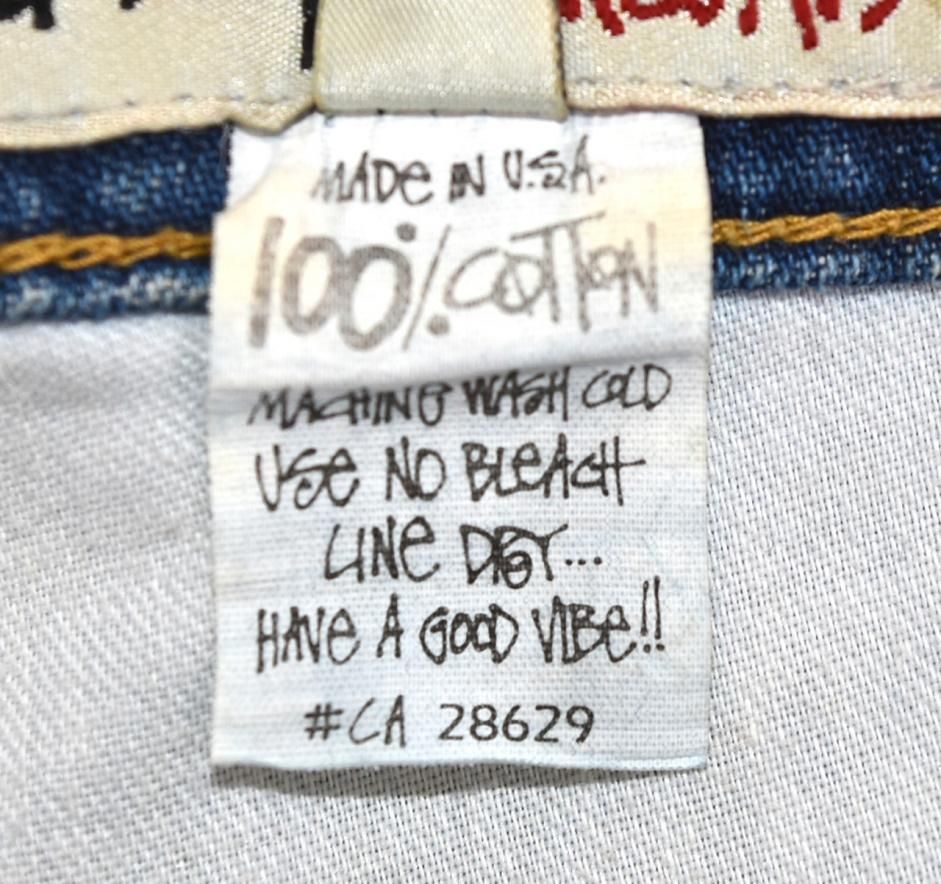 MADE IN U.S.A.
100% COTTON
MACHINE WASH COLD
USE NO BLEACH
LINE DRY...
HAVE A GOOD VIBE!!
#CA 28629